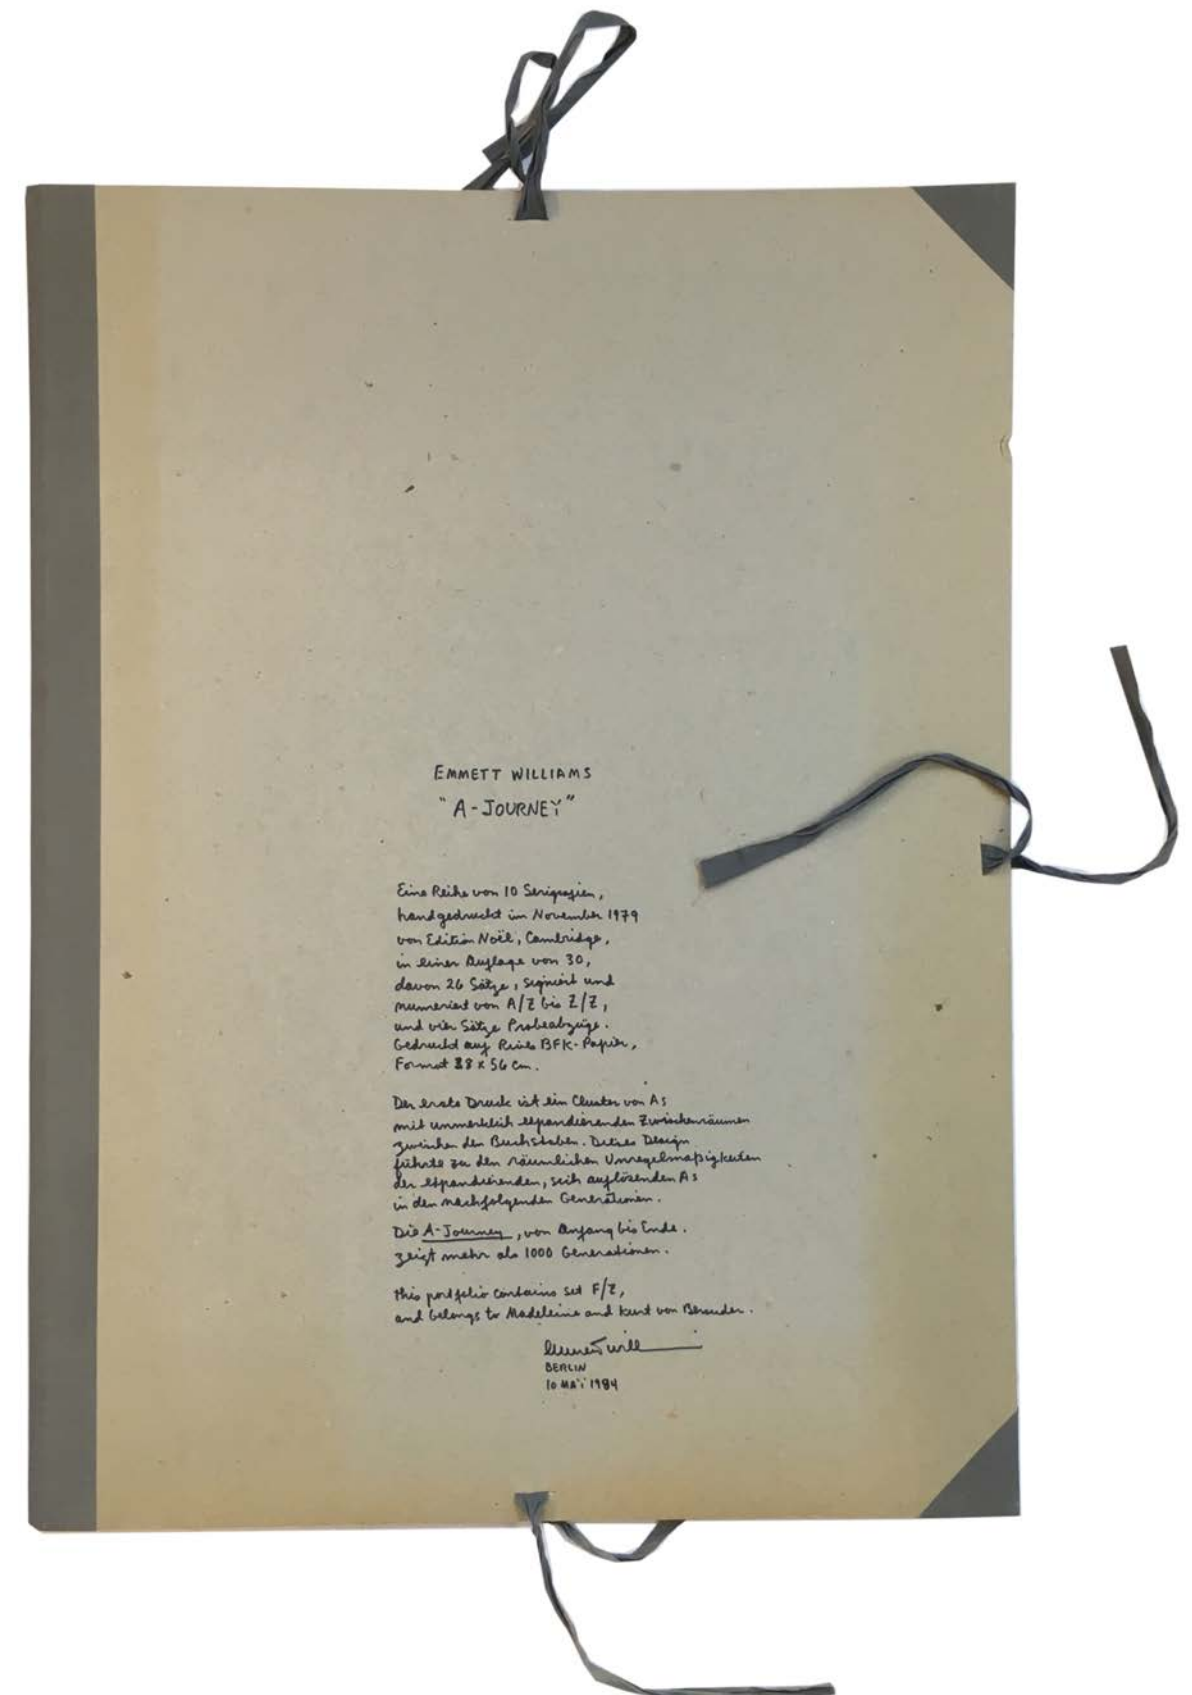 EMMETT WILLIAMS
"A-JOURNEY"
Eine Reihe von 10 Serigrafien,
handgedruckt im November 1979
von Edition Noël, Cambridge,
in einer Auflage von 30,
davon 26 Sätze, signiert und
numeriert von A/Z bis Z/Z,
und vier Sätze Probeabzüge.
Gedruckt auf Rives BFK-Papier,
Format 88 x 56 cm.
Der erste Druck ist ein Cluster von As
mit unmerklich expandierenden Zwischenräumen
zwischen den Buchstaben. Dieses Design
führte zu den räumlichen Unregelmäßigkeiten
der expandierenden, sich auflösenden As
in den nachfolgenden Generationen.
Die A-Journey, von Anfang bis Ende.
zeigt mehr als 1000 Generationen.
This portfolio contains set F/Z,
and belongs to Madeleine and Kurt von
BERLIN
10 Mai 1984